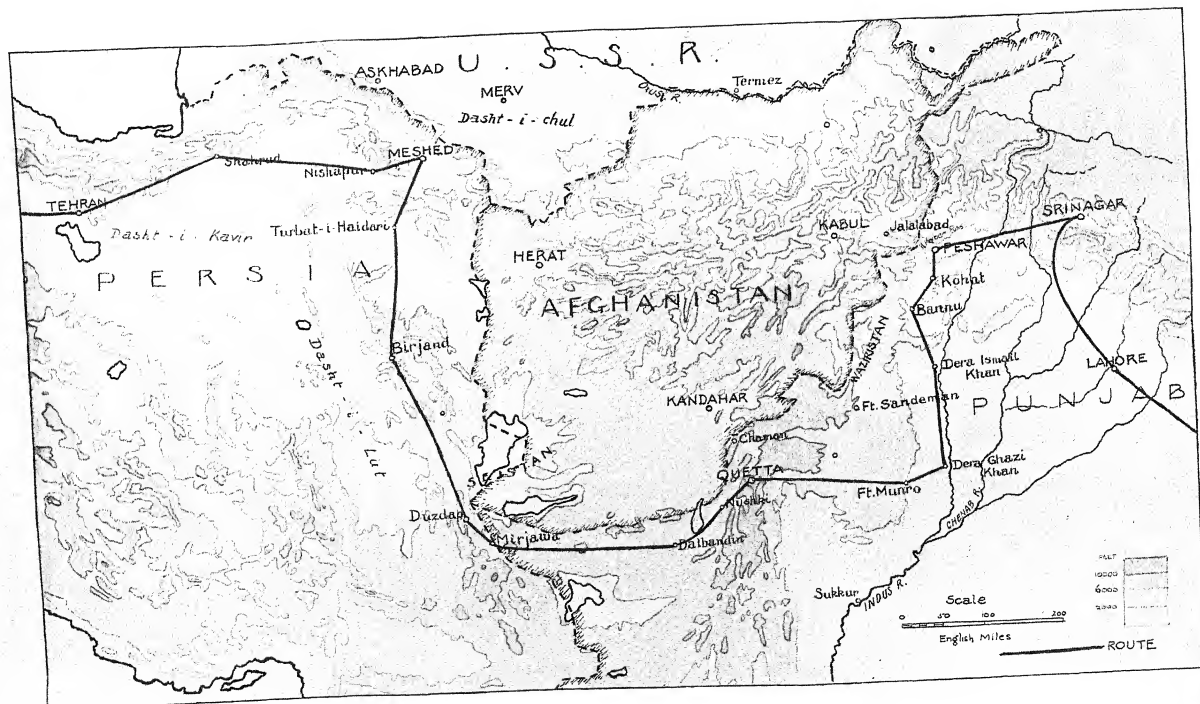 U. S. S. R.
ASKHABAD
MERV
Dasht-i-chul
Termez
Oxus R.
MESHED
Shahrud
Nishapur
TEHRAN
Dasht-i-Kavir
Turbat-i-Haidari
PERSIA
HERAT
AFGHANISTAN
KABUL
Jalalabad
PESHAWAR
SRINAGAR
Kohat
Bannu
WAZIRISTAN
Birjand
Dasht-i-Lut
Dera Ismail
Khan
LAHORE
PUNJAB
KANDAHAR
Ft. Sandeman
Chaman
SEISTAN
QUETTA
Dera Ghazi
Khan
Ft. Munro
Nushki
Duzdap
Mirjawa
Dalbandin
CHENAB R.
Sukkur
INDUS R.
Scale
0 50 100 200
English Miles
ROUTE
10000
6000
2000